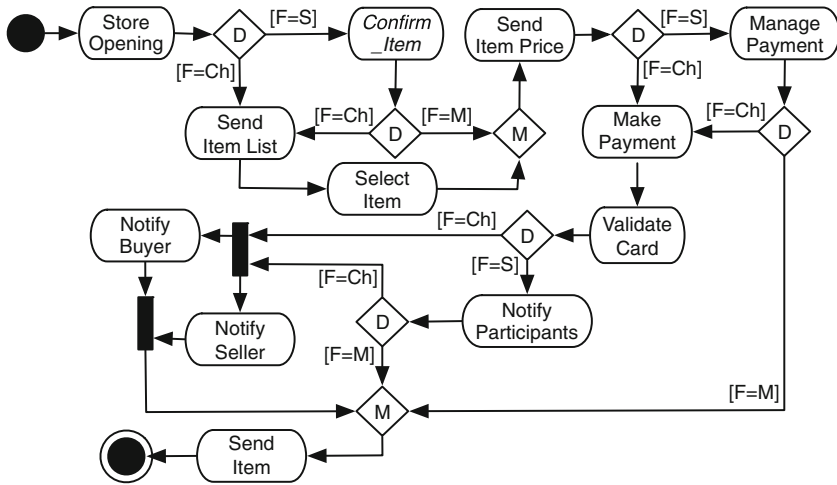 Store
Opening
D
[F=S]
Confirm
_Item
Send
Item Price
D
[F=S]
Manage
Payment
[F=Ch]
[F=Ch]
Send
Item List
[F=Ch]
D
[F=M]
M
Make
Payment
[F=Ch]
D
Select
Item
Notify
Buyer
[F=Ch]
D
Validate
Card
[F=Ch]
[F=S]
Notify
Seller
D
Notify
Participants
[F=M]
M
[F=M]
Send
Item